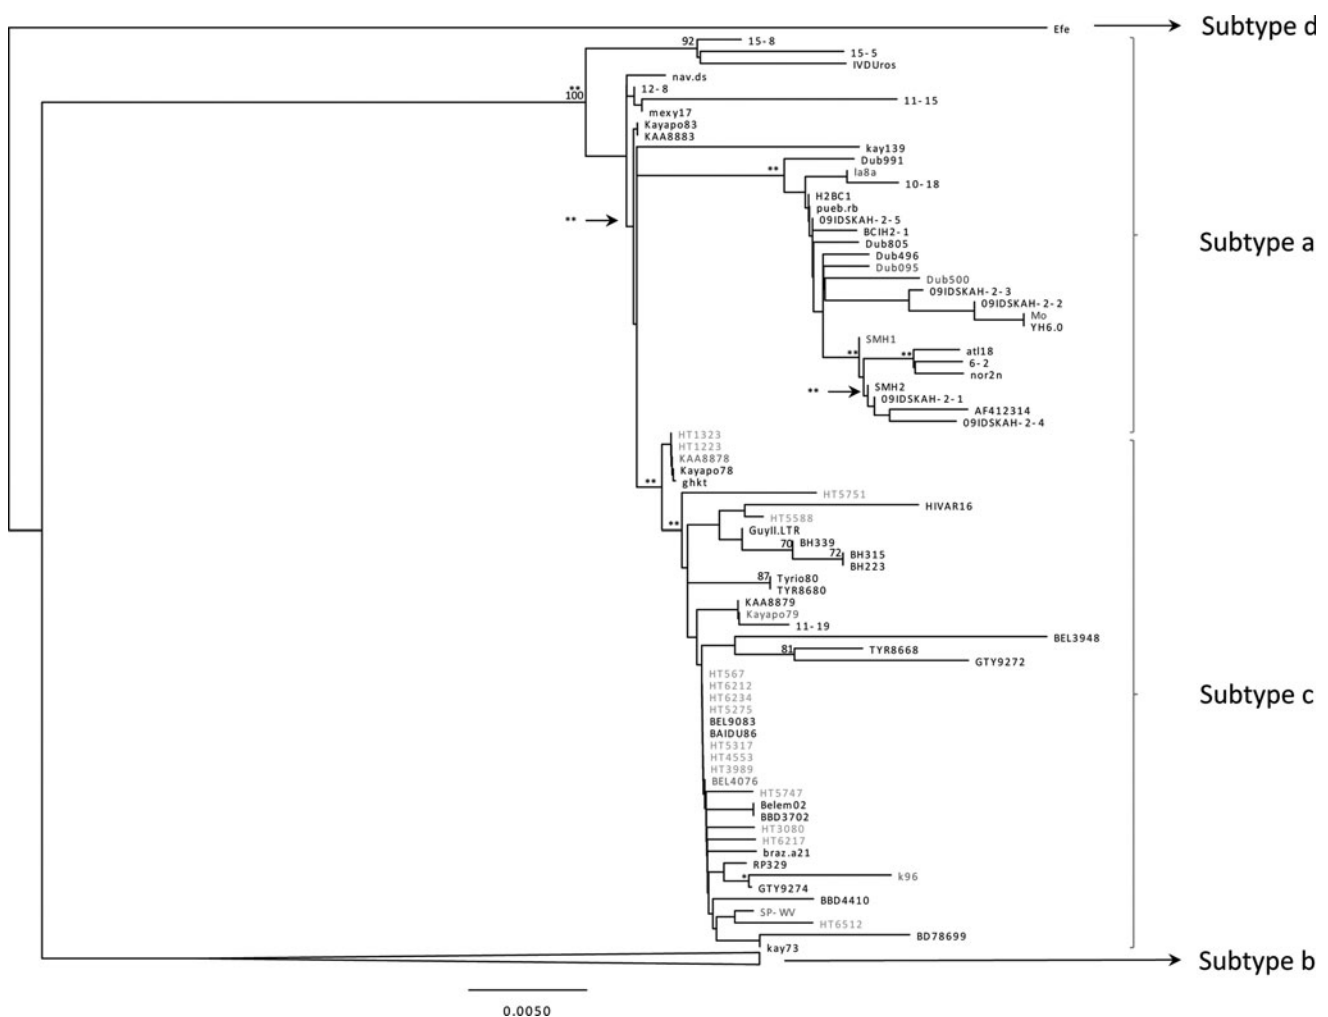 Efe
Subtype d
92
15-8
15-5
IVDUros
nav.ds
**
100
12-8
11-15
mexy17
Kayapo83
KAA8883
kay139
Dub991
**
la8a
10-18
H2BC1
pueb.rb
**
09IDSKAH-2-5
BCIH2-1
Dub805
Subtype a
Dub496
Dub095
Dub500
09IDSKAH-2-3
09IDSKAH-2-2
Mo
YH6.0
SMH1
**
**
atl18
6-2
nor2n
**
SMH2
09IDSKAH-2-1
AF412314
09IDSKAH-2-4
HT1323
HT1223
KAA8878
Kayapo78
**
ghkt
HT5751
HIVAR16
**
HT5588
GuyII.LTR
70
BH339
72
BH315
BH223
87
Tyrio80
TYR8680
KAA8879
Kayapo79
11-19
BEL3948
81
TYR8668
GTY9272
HT567
HT6212
Subtype c
HT6234
HT5275
BEL9083
BAIDU86
HT5317
HT4553
HT3989
BEL4076
HT5747
Belem02
BBD3702
HT3080
HT6217
braz.a21
RP329
*
k96
GTY9274
BBD4410
SP-WV
HT6512
BD78699
kay73
Subtype b
0.0050